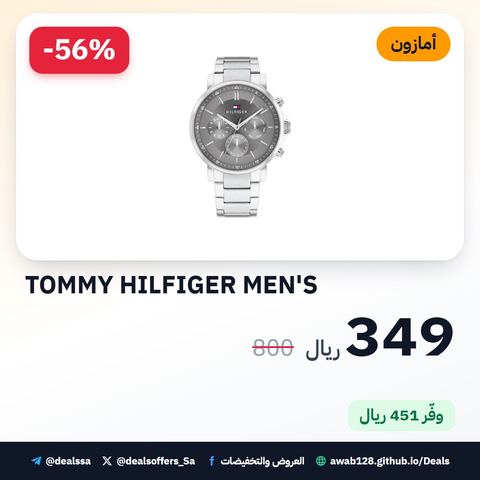 -56%
أمازون
HILFIGER
TOMMY HILFIGER MEN'S
349 ريال 800
وفّر 451 ريال
@dealssa @dealsoffers_Sa العروض والتخفيضات awab128.github.io/Deals